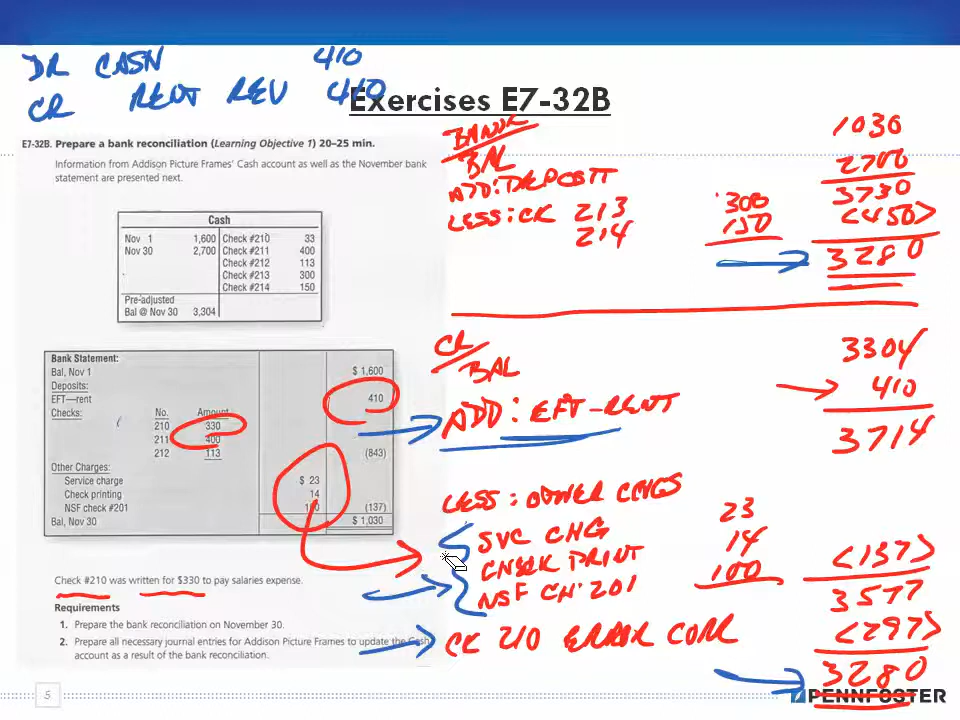 DR CASH 410
CR RENT REV 410
Exercises E7-32B
E7-32B. Prepare a bank reconciliation (Learning Objective 1) 20–25 min.
Information from Addison Picture Frames' Cash account as well as the November bank
statement are presented next.
Cash
Nov 1 1,600 Check #210 33
Nov 30 2,700 Check #211 400
Check #212 113
Check #213 300
Check #214 150
Pre-adjusted
Bal @ Nov 30 3,304
Bank Statement:
Bal, Nov 1 $ 1,600
Deposits:
EFT—rent 410
Checks: No. Amount
210 330
211 400
212 113 (843)
Other Charges:
Service charge $ 23
Check printing 14
NSF check #201 100 (137)
Bal, Nov 30 $ 1,030
Check #210 was written for $330 to pay salaries expense.
Requirements
1. Prepare the bank reconciliation on November 30.
2. Prepare all necessary journal entries for Addison Picture Frames to update the Cash
account as a result of the bank reconciliation.
BANK 1030
BAL
ADD: DEPOSIT 2700
3730
LESS: CK 213 300
214 150 <450>
3280
BAL 3304
ADD: EFT-RENT 410
3714
LESS: OTHER CHGS
SVC CHG 23
CHECK PRINT 14
NSF CK 201 100 <137>
3577
CK 210 ERROR CORR <297>
3280
5
PENNFOSTER